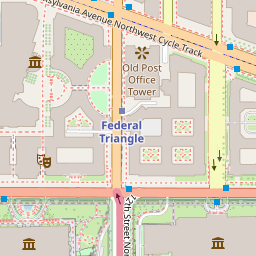 sylvania Avenue Northwest Cycle Track
Old Post
Office
Tower
Federal
Triangle
12th Street Nor